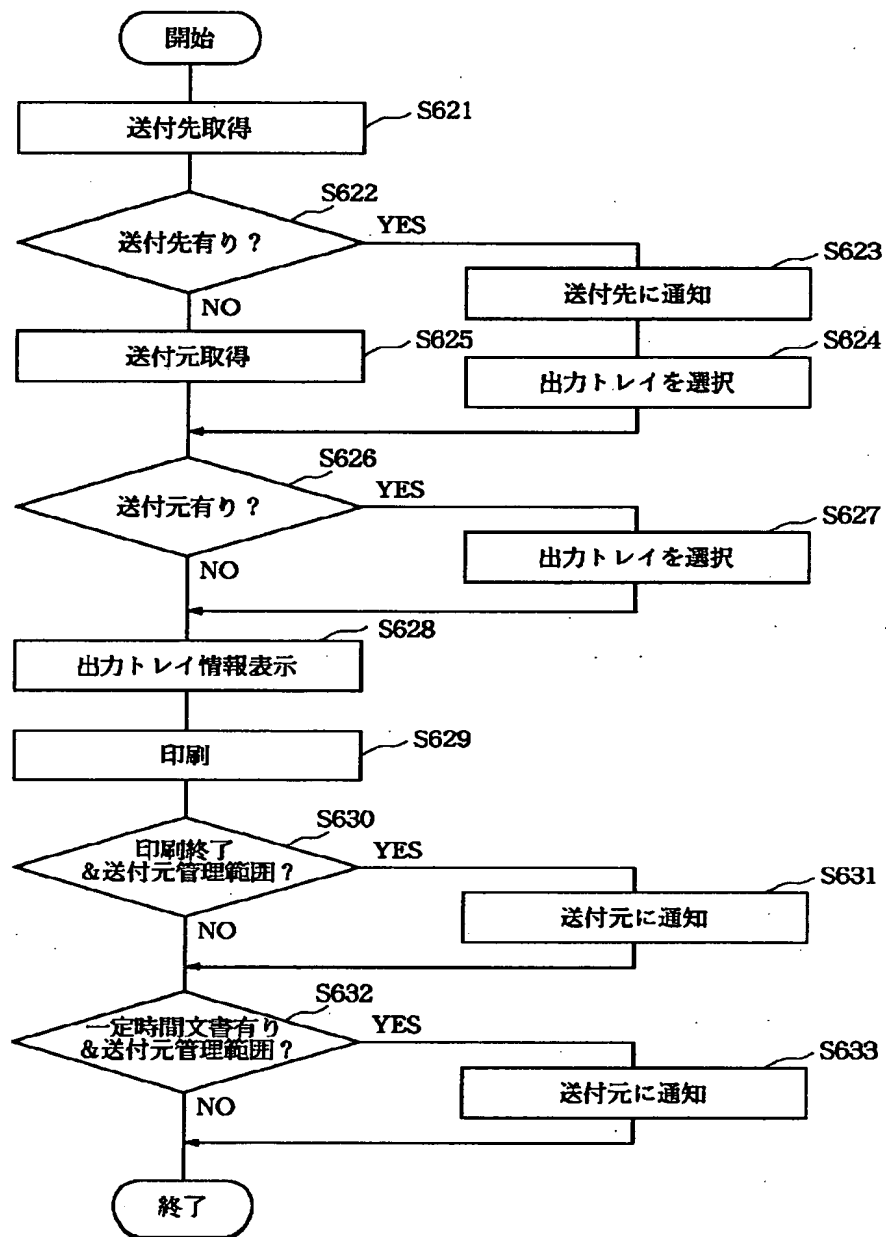 開始
送付先取得
S621
送付先有り？
S622
YES
NO
送付先に通知
S623
出力トレイを選択
S624
送付元取得
S625
送付元有り？
S626
YES
NO
出力トレイを選択
S627
出力トレイ情報表示
S628
印刷
S629
印刷終了
&送付元管理範囲？
S630
YES
NO
送付元に通知
S631
一定時間文書有り
&送付元管理範囲？
S632
YES
NO
送付元に通知
S633
終了